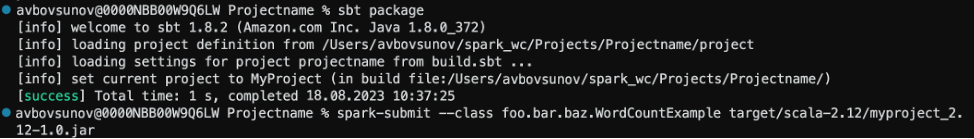 avbovsunov@0000NBB00W9Q6LW Projectname % sbt package
[info] welcome to sbt 1.8.2 (Amazon.com Inc. Java 1.8.0_372)
[info] loading project definition from /Users/avbovsunov/spark_wc/Projects/Projectname/project
[info] loading settings for project projectname from build.sbt ...
[info] set current project to MyProject (in build file:/Users/avbovsunov/spark_wc/Projects/Projectname/)
[success] Total time: 1 s, completed 18.08.2023 10:37:25
avbovsunov@0000NBB00W9Q6LW Projectname % spark-submit --class foo.bar.baz.WordCountExample target/scala-2.12/myproject_2.
12-1.0.jar